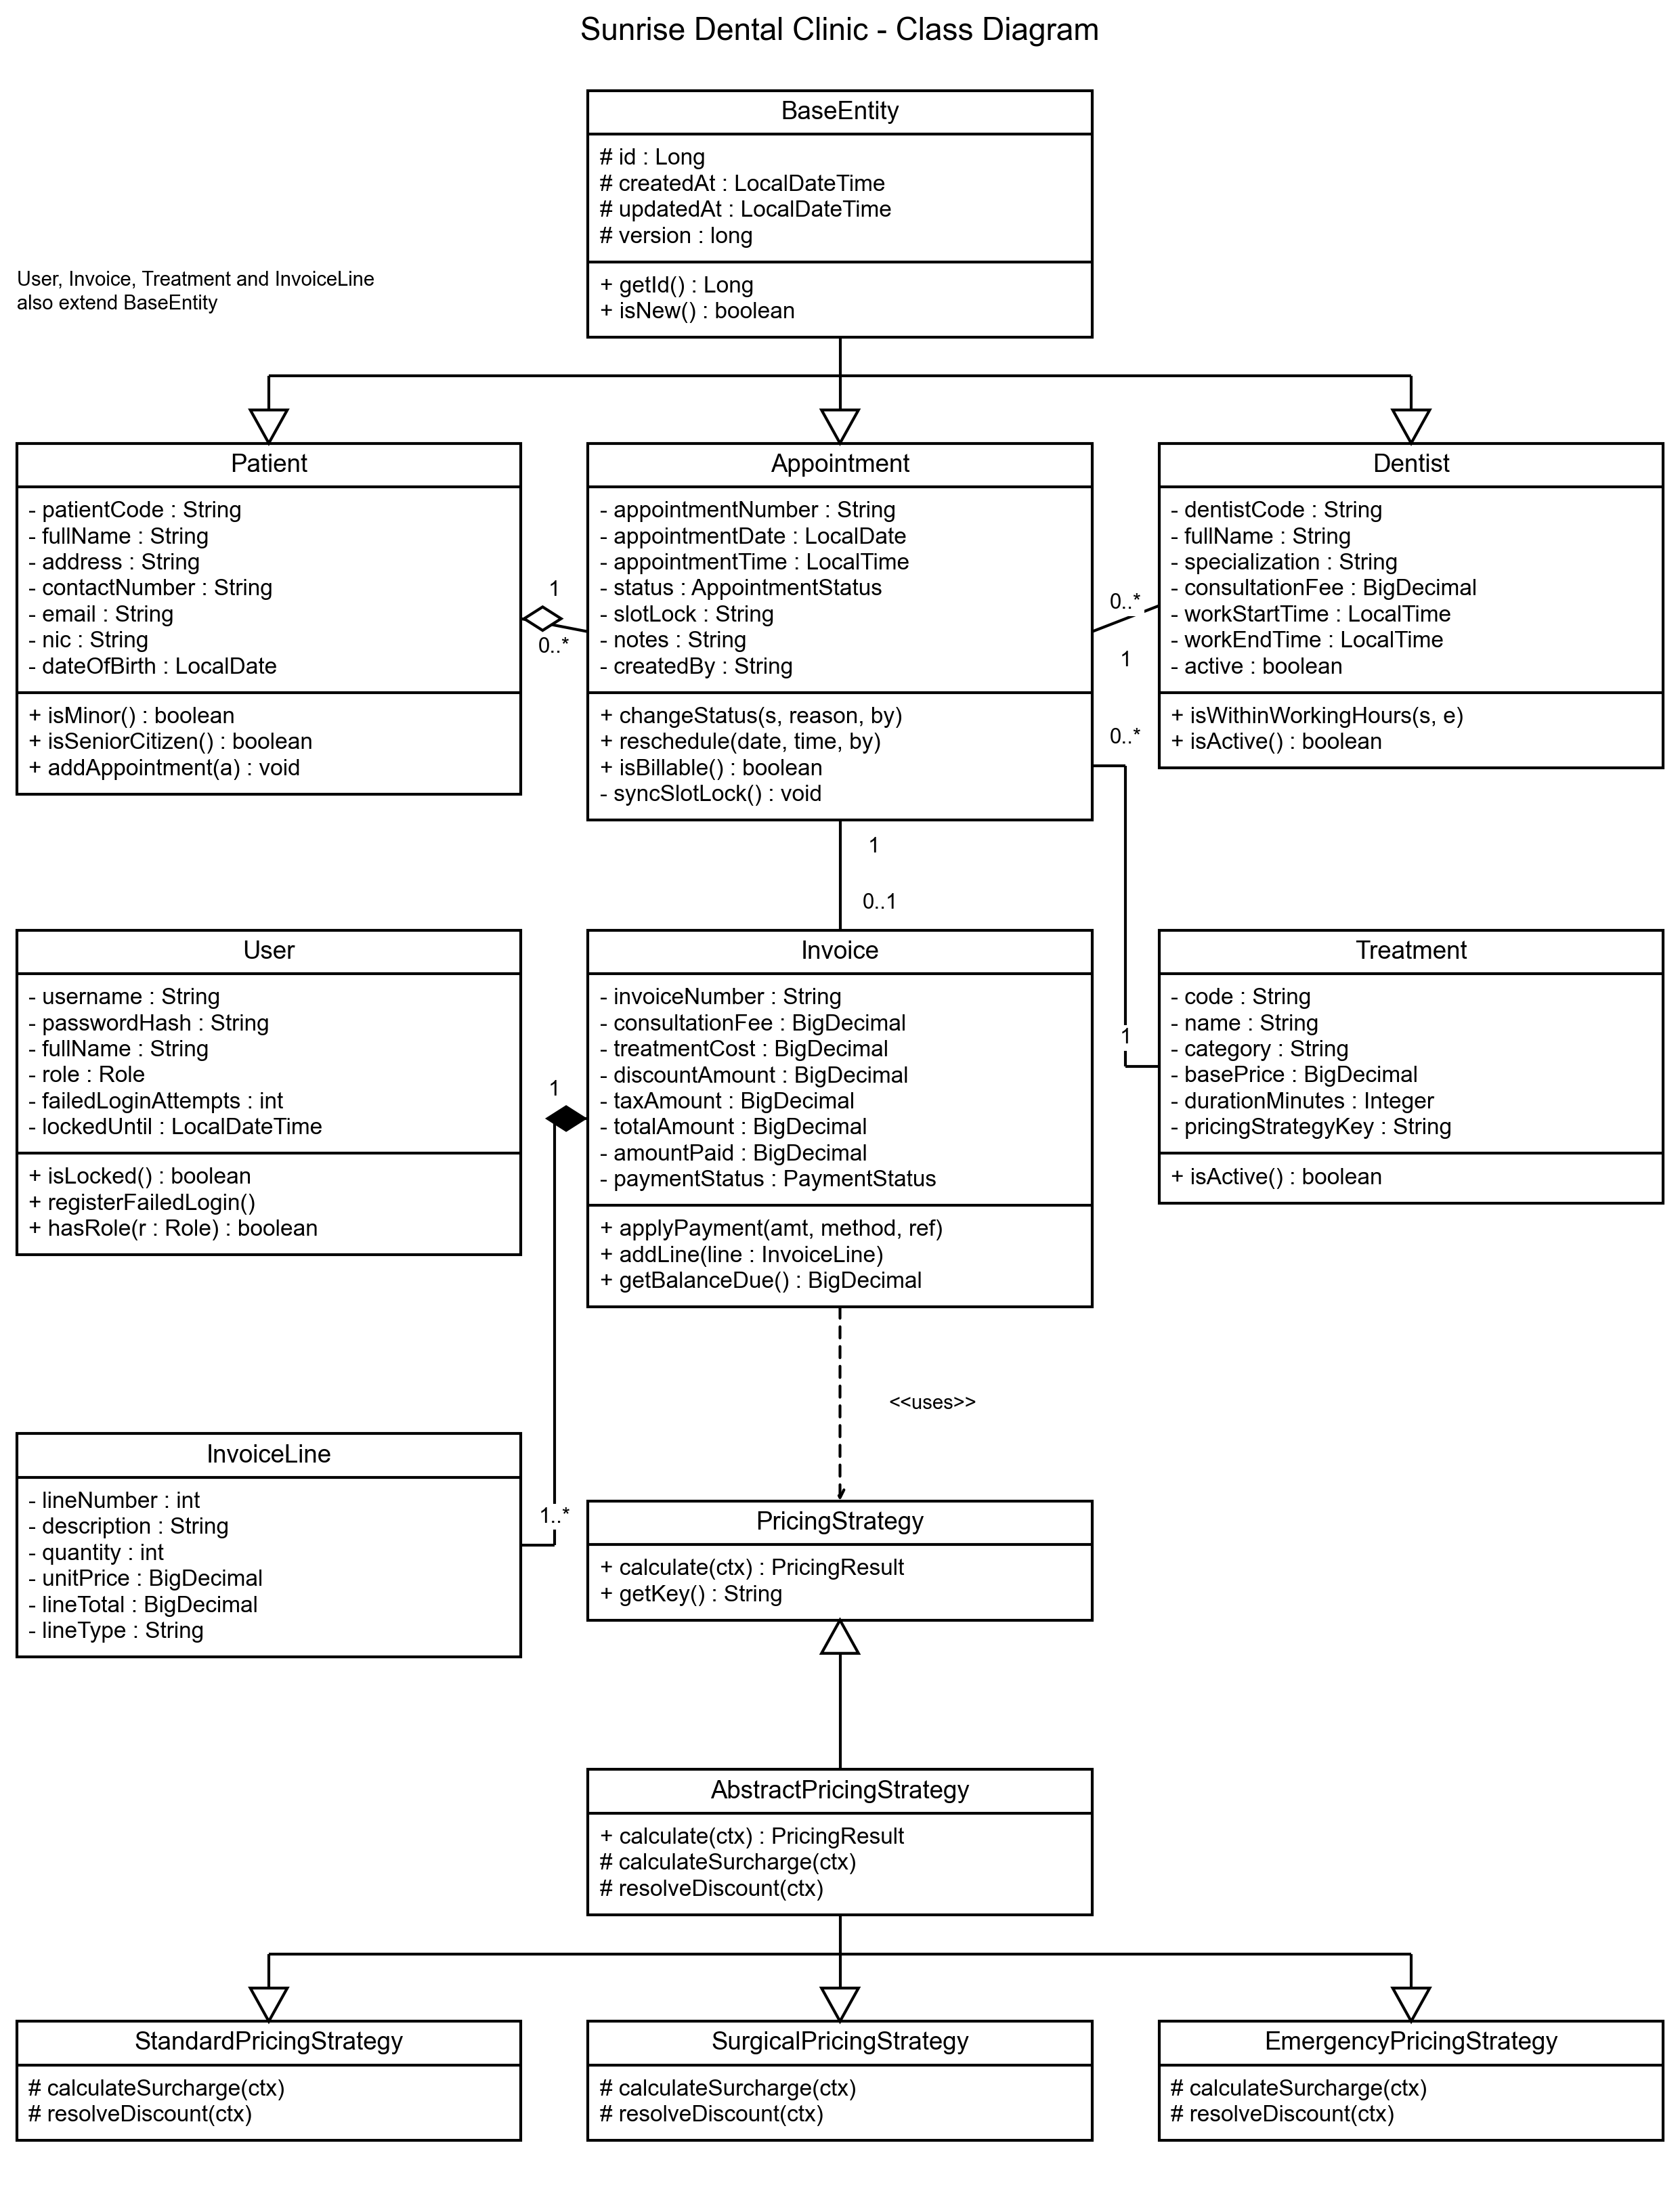 Sunrise Dental Clinic - Class Diagram
BaseEntity
# id : Long
# createdAt : LocalDateTime
# updatedAt : LocalDateTime
# version : long
+ getId() : Long
+ isNew() : boolean
User, Invoice, Treatment and InvoiceLine
also extend BaseEntity
Patient
- patientCode : String
- fullName : String
- address : String
- contactNumber : String
- email : String
- nic : String
- dateOfBirth : LocalDate
+ isMinor() : boolean
+ isSeniorCitizen() : boolean
+ addAppointment(a) : void
1
0..*
Appointment
- appointmentNumber : String
- appointmentDate : LocalDate
- appointmentTime : LocalTime
- status : AppointmentStatus
- slotLock : String
- notes : String
- createdBy : String
+ changeStatus(s, reason, by)
+ reschedule(date, time, by)
+ isBillable() : boolean
- syncSlotLock() : void
0..*
1
0..*
Dentist
- dentistCode : String
- fullName : String
- specialization : String
- consultationFee : BigDecimal
- workStartTime : LocalTime
- workEndTime : LocalTime
- active : boolean
+ isWithinWorkingHours(s, e)
+ isActive() : boolean
1
0..1
User
- username : String
- passwordHash : String
- fullName : String
- role : Role
- failedLoginAttempts : int
- lockedUntil : LocalDateTime
+ isLocked() : boolean
+ registerFailedLogin()
+ hasRole(r : Role) : boolean
1
Invoice
- invoiceNumber : String
- consultationFee : BigDecimal
- treatmentCost : BigDecimal
- discountAmount : BigDecimal
- taxAmount : BigDecimal
- totalAmount : BigDecimal
- amountPaid : BigDecimal
- paymentStatus : PaymentStatus
+ applyPayment(amt, method, ref)
+ addLine(line : InvoiceLine)
+ getBalanceDue() : BigDecimal
1
Treatment
- code : String
- name : String
- category : String
- basePrice : BigDecimal
- durationMinutes : Integer
- pricingStrategyKey : String
+ isActive() : boolean
<<uses>>
InvoiceLine
- lineNumber : int
- description : String
- quantity : int
- unitPrice : BigDecimal
- lineTotal : BigDecimal
- lineType : String
1..*
PricingStrategy
+ calculate(ctx) : PricingResult
+ getKey() : String
AbstractPricingStrategy
+ calculate(ctx) : PricingResult
# calculateSurcharge(ctx)
# resolveDiscount(ctx)
StandardPricingStrategy
# calculateSurcharge(ctx)
# resolveDiscount(ctx)
SurgicalPricingStrategy
# calculateSurcharge(ctx)
# resolveDiscount(ctx)
EmergencyPricingStrategy
# calculateSurcharge(ctx)
# resolveDiscount(ctx)